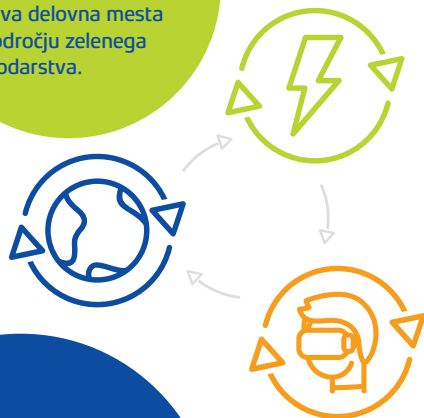 va delovna mesta
odročju zelenega
odarstva.